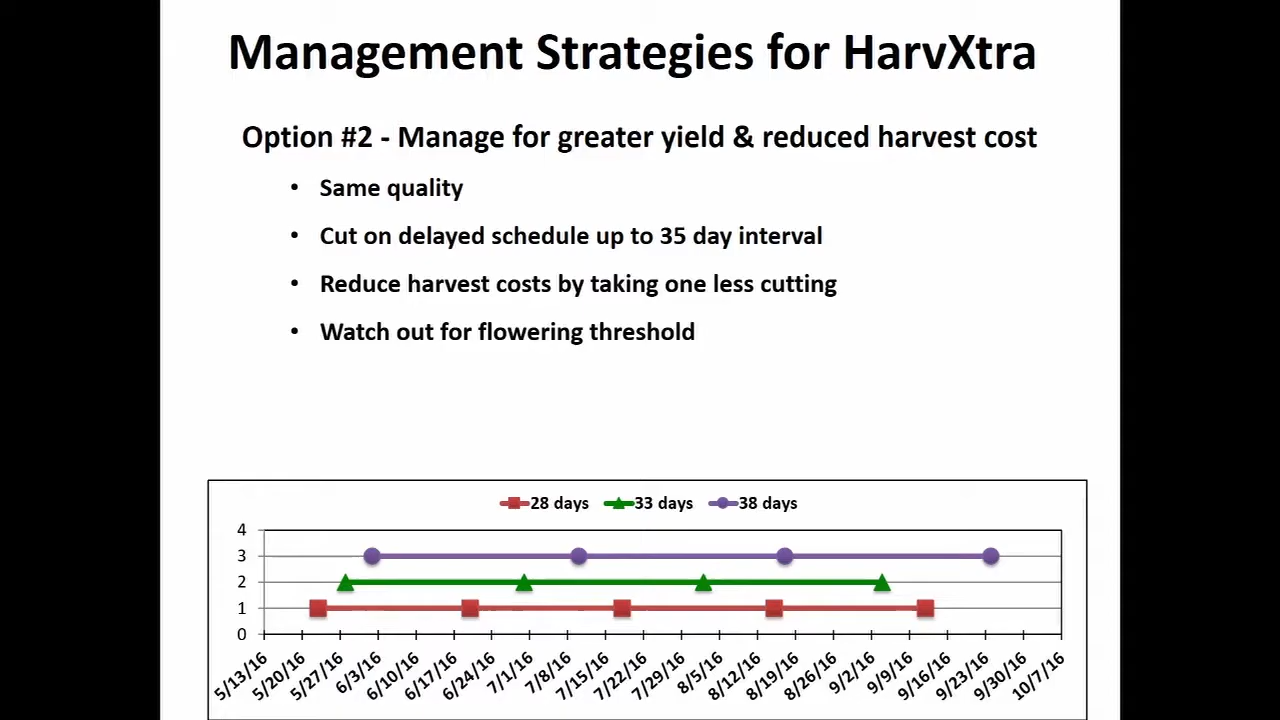 Management Strategies for HarvXtra
Option #2 - Manage for greater yield & reduced harvest cost
• Same quality
• Cut on delayed schedule up to 35 day interval
• Reduce harvest costs by taking one less cutting
• Watch out for flowering threshold
28 days 33 days 38 days
4
3
2
1
0
5/13/16 5/20/16 5/27/16 6/3/16 6/10/16 6/17/16 6/24/16 7/1/16 7/8/16 7/15/16 7/22/16 7/29/16 8/5/16 8/12/16 8/19/16 8/26/16 9/2/16 9/9/16 9/16/16 9/23/16 9/30/16 10/7/16